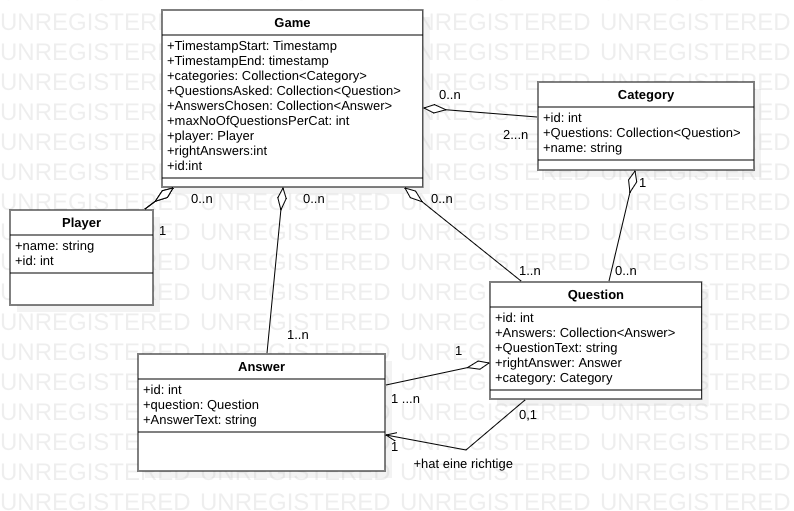 UNREGISTERED UNREGISTERED UNREGISTERED UNREGISTERED
Game
+TimestampStart: Timestamp
+TimestampEnd: timestamp
+categories: Collection<Category>
+QuestionsAsked: Collection<Question>
+AnswersChosen: Collection<Answer>
+maxNoOfQuestionsPerCat: int
+player: Player
+rightAnswers:int
+id:int
0..n
2...n
Category
+id: int
+Questions: Collection<Question>
+name: string
1
0..n
0..n
0..n
0..n
1
Player
+name: string
+id: int
1..n
1..n
Question
+id: int
+Answers: Collection<Answer>
+QuestionText: string
+rightAnswer: Answer
+category: Category
Answer
+id: int
+question: Question
+AnswerText: string
1
1 ...n
0,1
1
+hat eine richtige